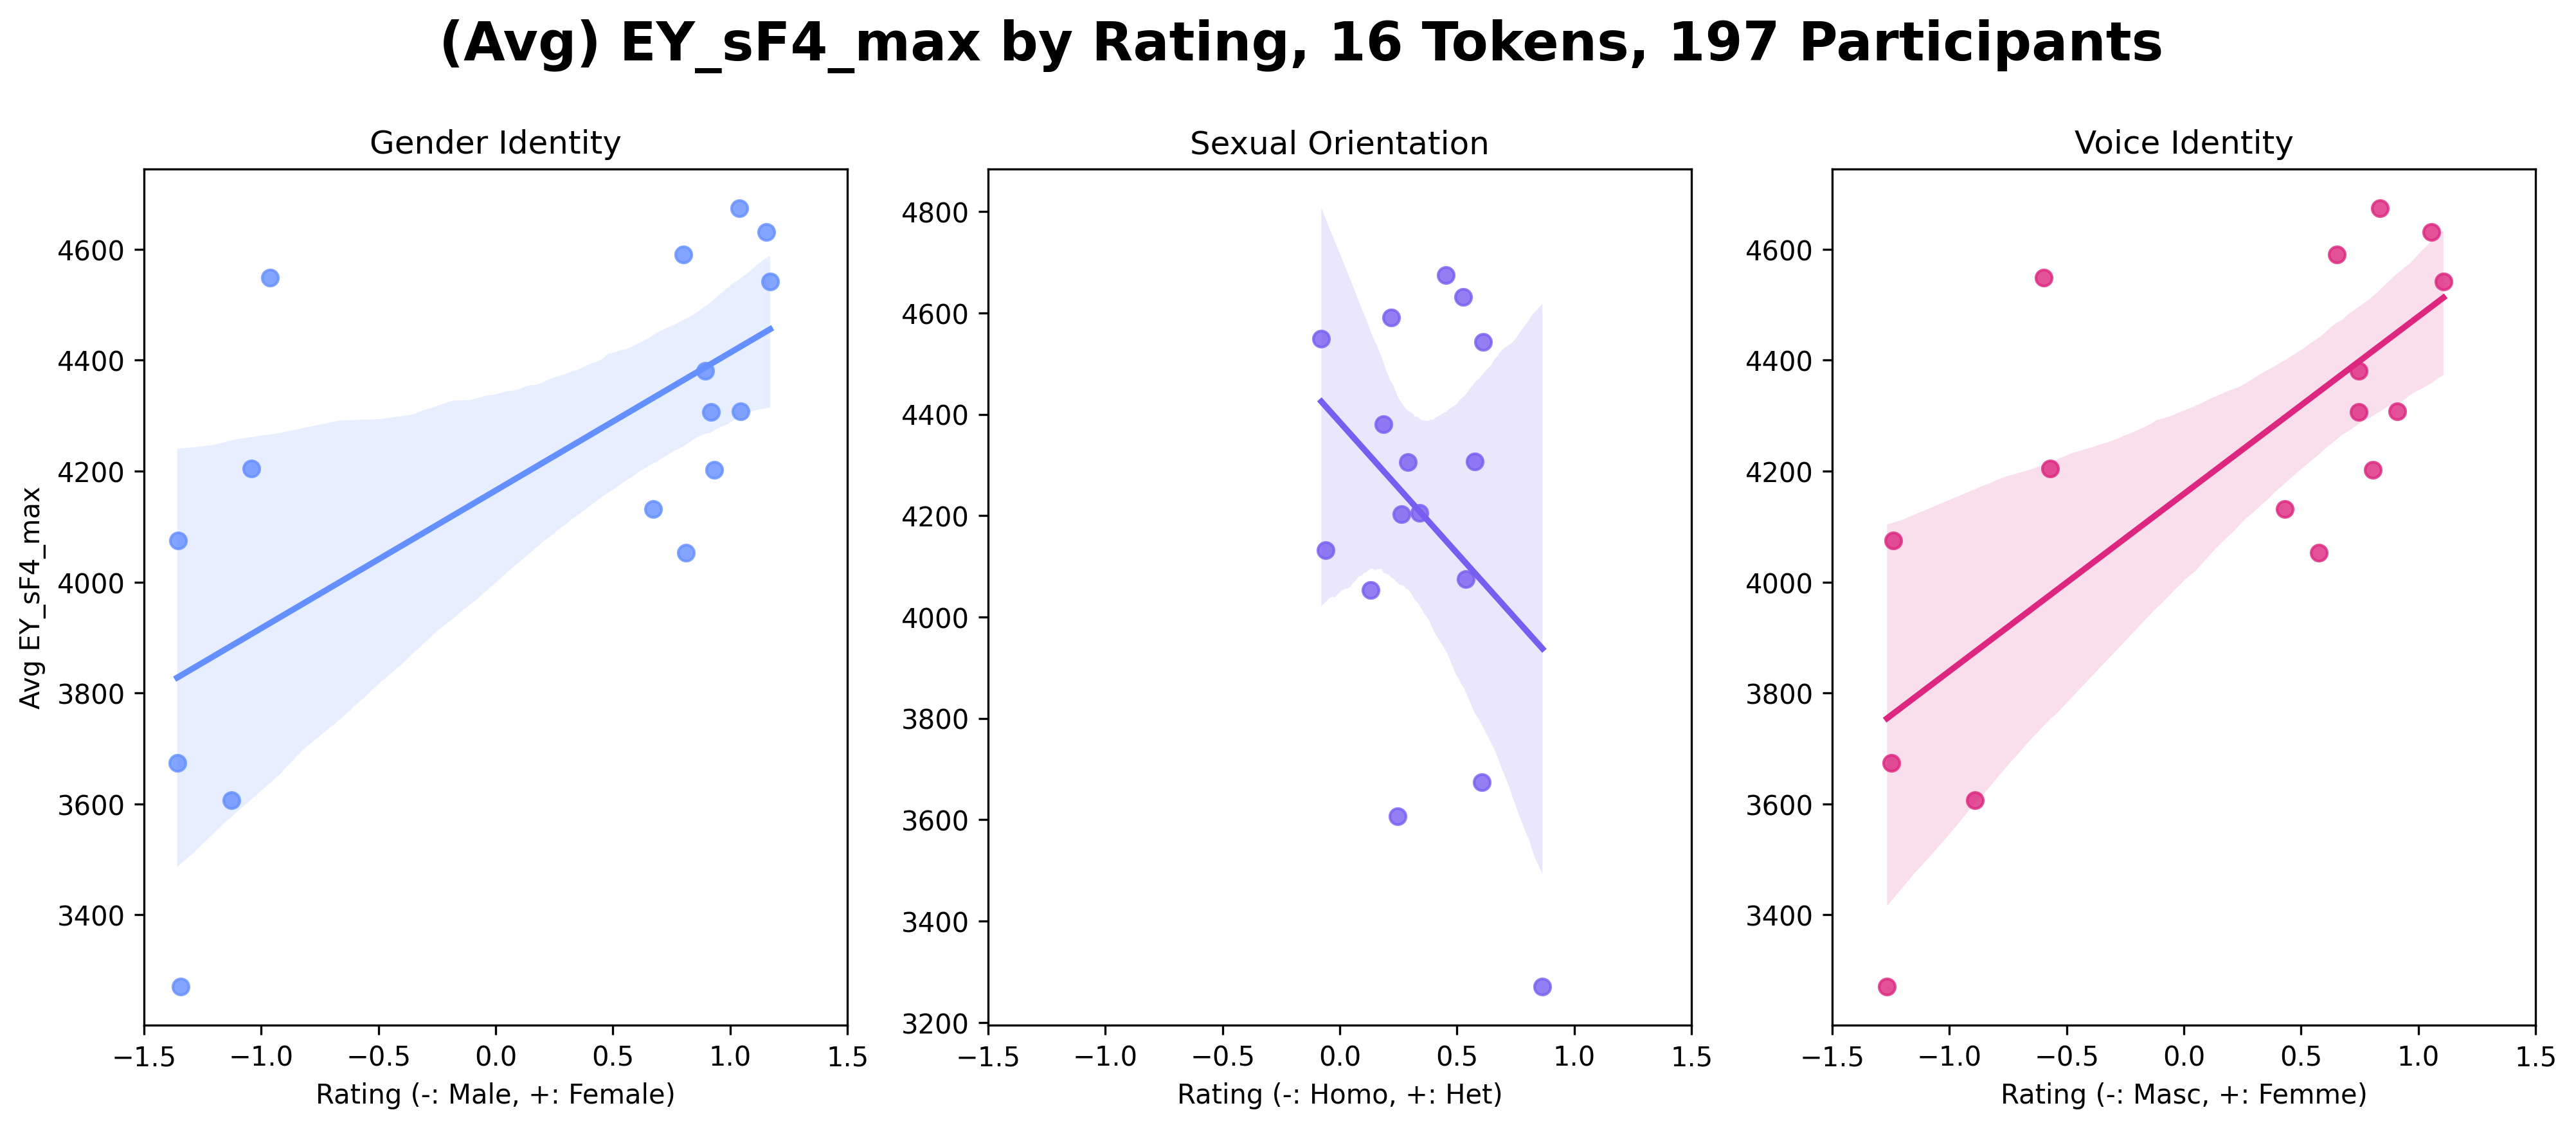 (Avg) EY_sF4_max by Rating, 16 Tokens, 197 Participants
Gender Identity
Avg EY_sF4_max
4600
4400
4200
4000
3800
3600
3400
−1.5 −1.0 −0.5 0.0 0.5 1.0 1.5
Rating (-: Male, +: Female)
Sexual Orientation
4800
4600
4400
4200
4000
3800
3600
3400
3200
−1.5 −1.0 −0.5 0.0 0.5 1.0 1.5
Rating (-: Homo, +: Het)
Voice Identity
4600
4400
4200
4000
3800
3600
3400
−1.5 −1.0 −0.5 0.0 0.5 1.0 1.5
Rating (-: Masc, +: Femme)